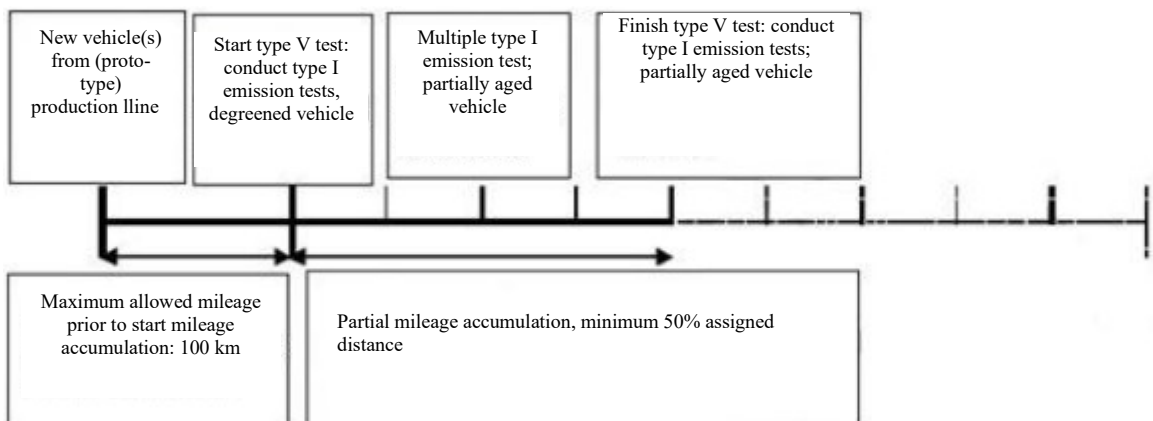 New vehicle(s)
from (proto-
type)
production lline
Start type V test:
conduct type I
emission tests,
degreened vehicle
Multiple type I
emission test;
partially aged
vehicle
Finish type V test: conduct
type I emission tests;
partially aged vehicle
Maximum allowed mileage
prior to start mileage
accumulation: 100 km
Partial mileage accumulation, minimum 50% assigned
distance